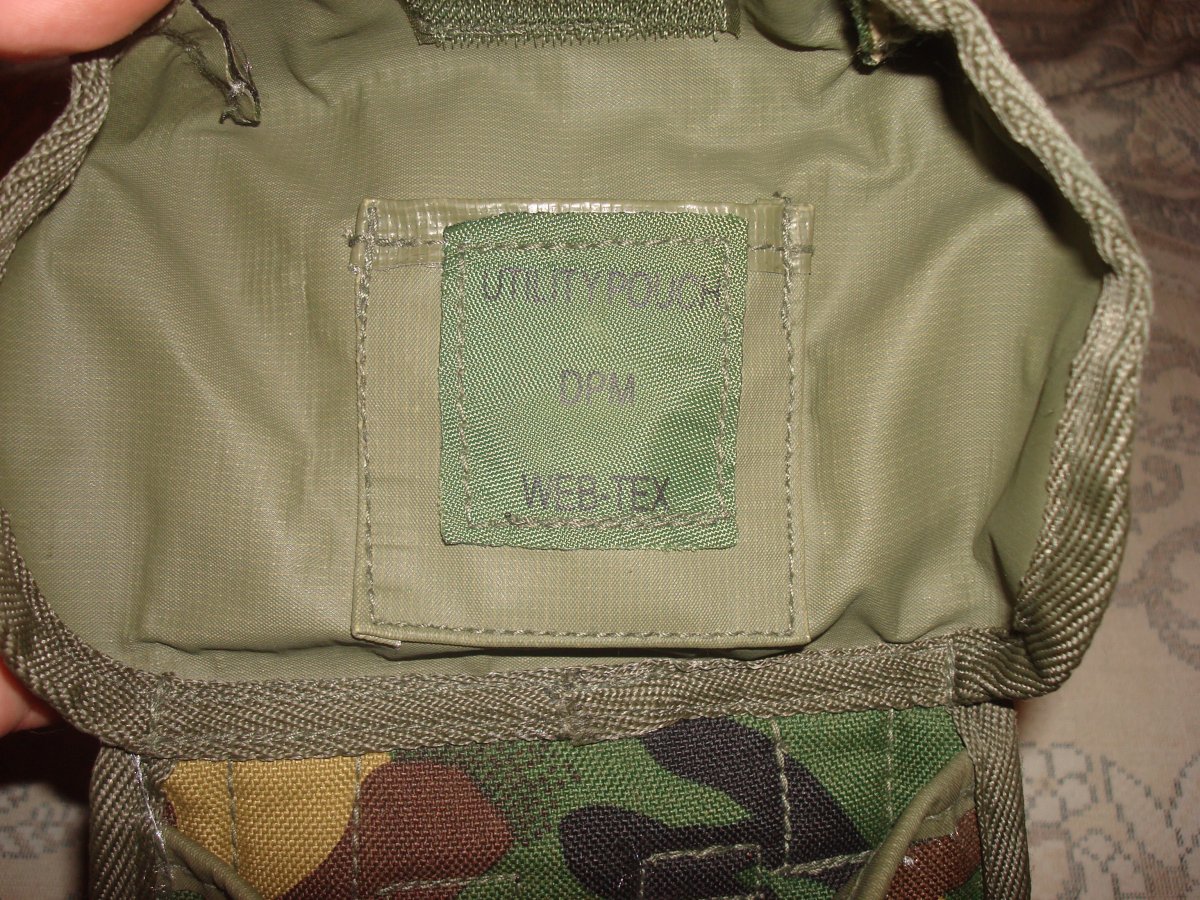 UTILITY POUCH
DPM
WEB-TEX